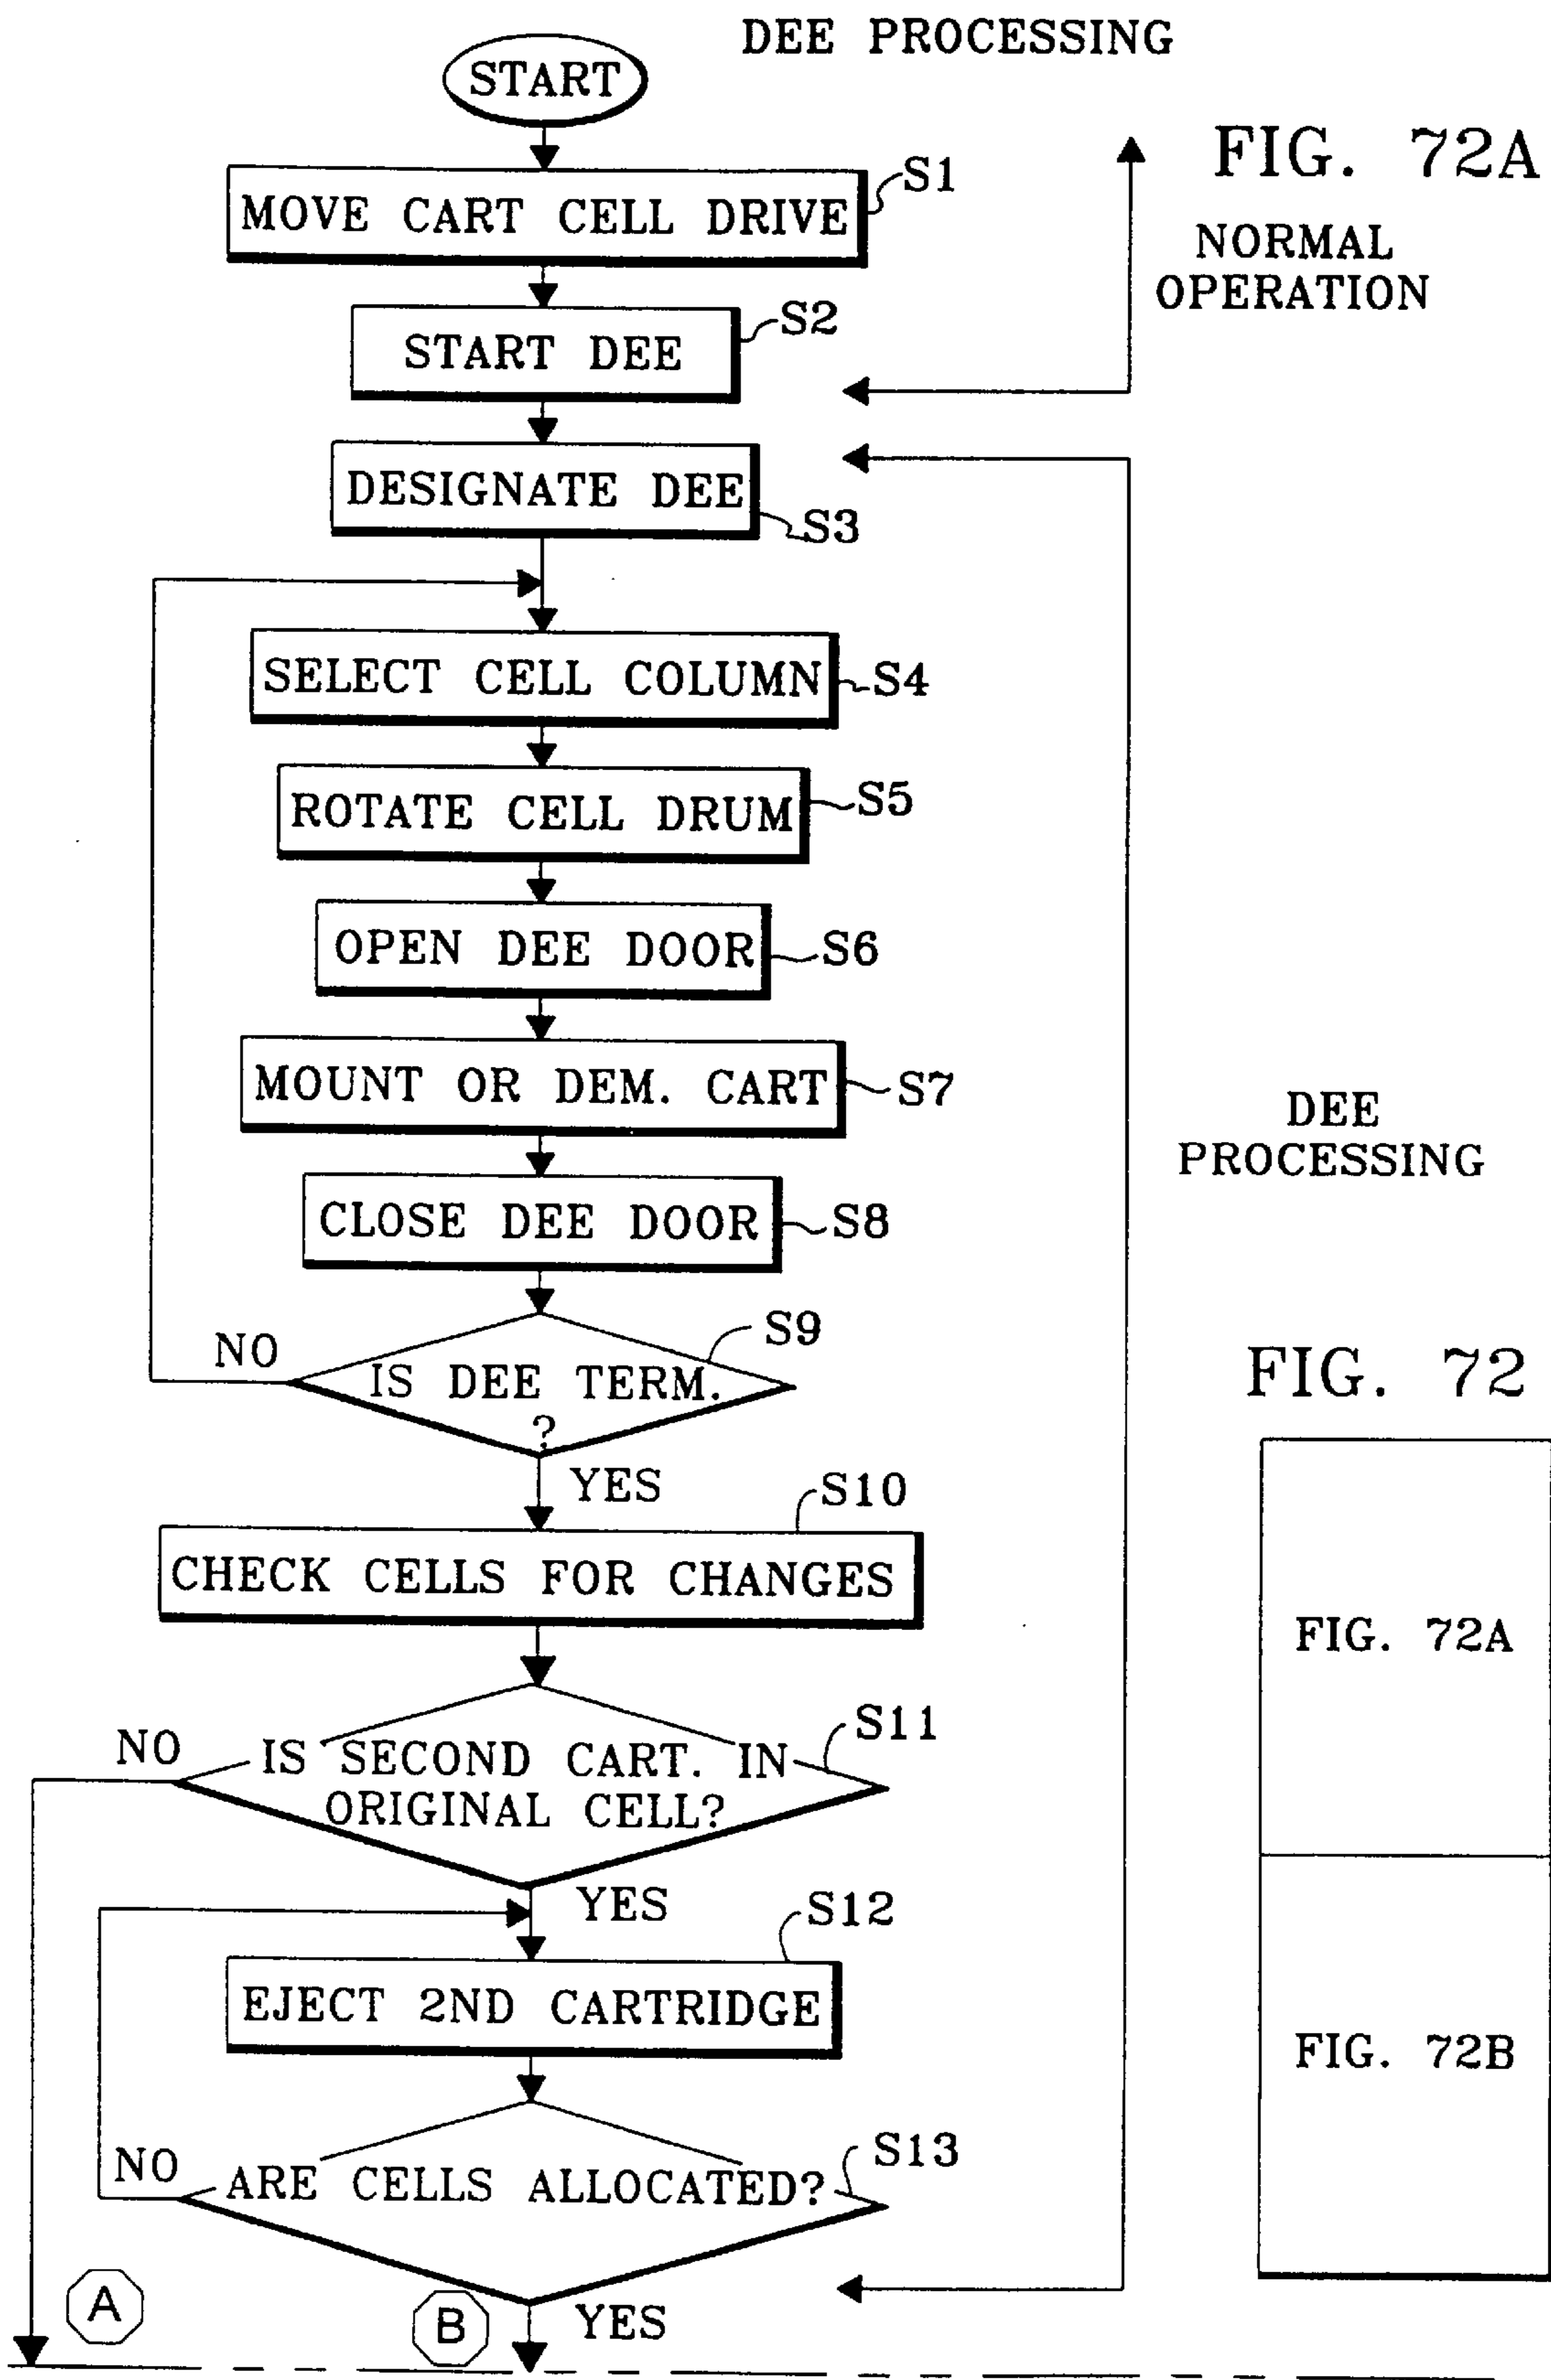 DEE PROCESSING
START
FIG. 72A
S1
MOVE CART CELL DRIVE
NORMAL
OPERATION
S2
START DEE
DESIGNATE DEE
S3
SELECT CELL COLUMN
S4
ROTATE CELL DRUM
S5
OPEN DEE DOOR
S6
MOUNT OR DEM. CART
S7
DEE
PROCESSING
CLOSE DEE DOOR
S8
S9
NO
IS DEE TERM.
?
FIG. 72
YES
S10
CHECK CELLS FOR CHANGES
FIG. 72A
S11
NO
IS SECOND CART. IN
ORIGINAL CELL?
YES
S12
EJECT 2ND CARTRIDGE
FIG. 72B
S13
NO
ARE CELLS ALLOCATED?
A
B
YES